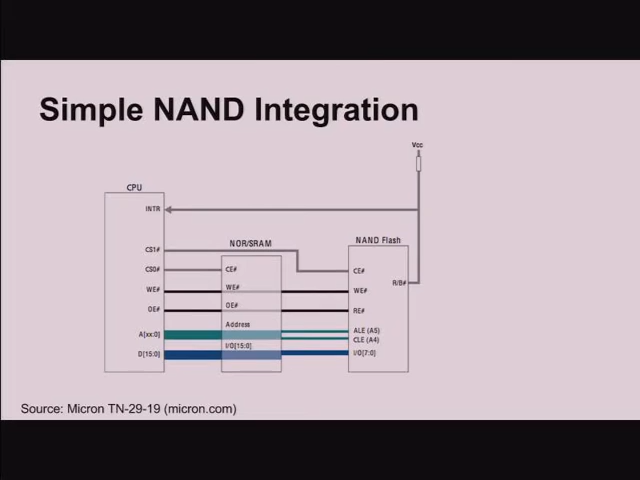 Simple NAND Integration
Vcc
CPU
INTR
NOR/SRAM
NAND Flash
CS1#
CS0#
CE#
CE#
R/B#
WE#
WE#
WE#
OE#
OE#
RE#
A[xx:0]
Address
ALE (A5)
CLE (A4)
D[15:0]
I/O[15:0]
I/O[7:0]
Source: Micron TN-29-19 (micron.com)